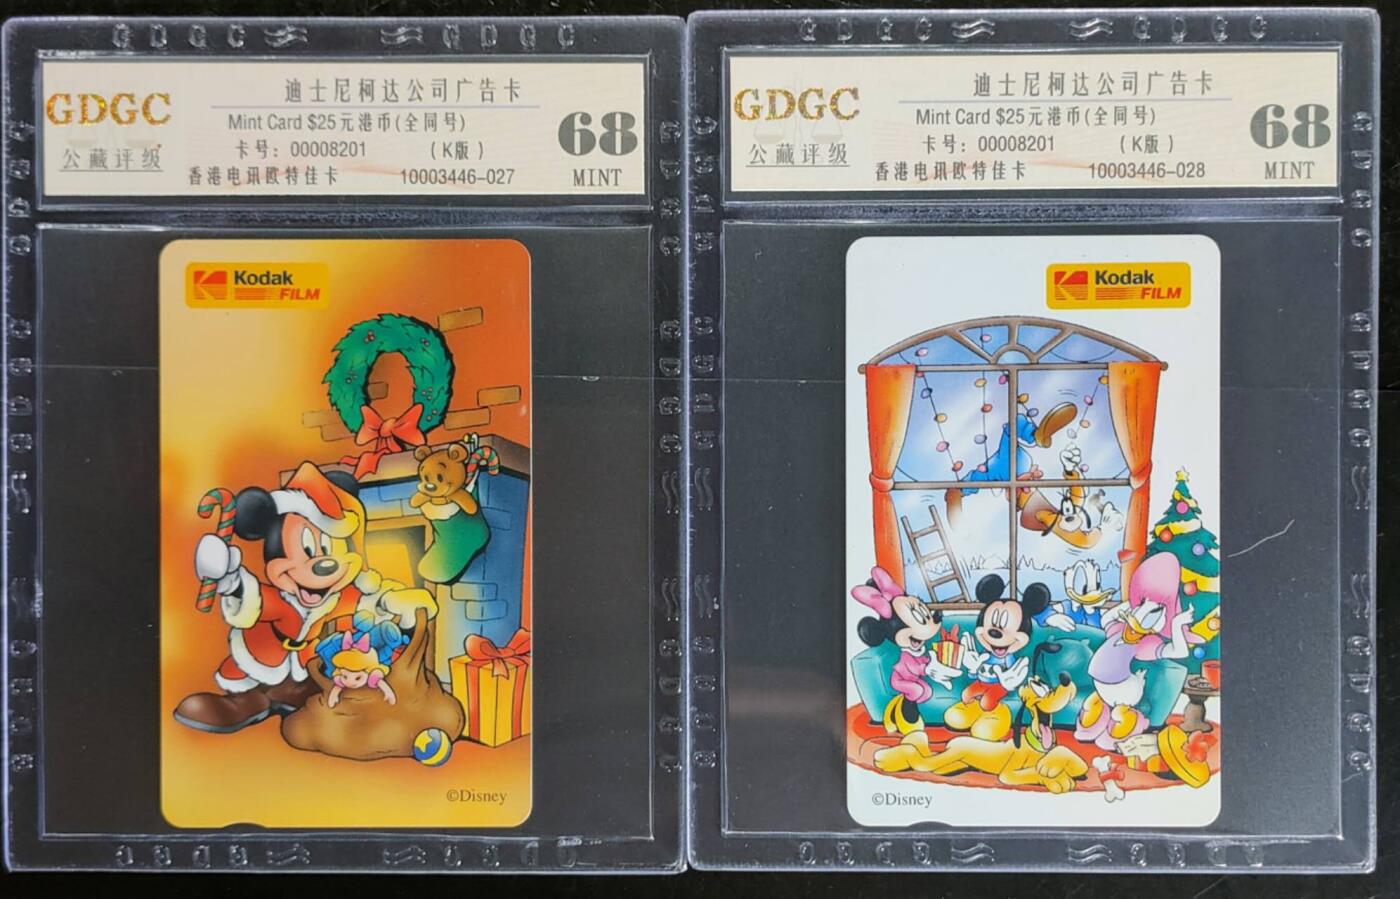 GDGC
公藏评级
迪士尼柯达公司广告卡
Mint Card $25元港币(全同号)
卡号: 00008201 (K版)
香港电讯欧特佳卡 10003446-027
68
MINT
Kodak
FILM
©Disney
GDGC
公藏评级
迪士尼柯达公司广告卡
Mint Card $25元港币(全同号)
卡号: 00008201 (K版)
香港电讯欧特佳卡 10003446-028
68
MINT
Kodak
FILM
©Disney